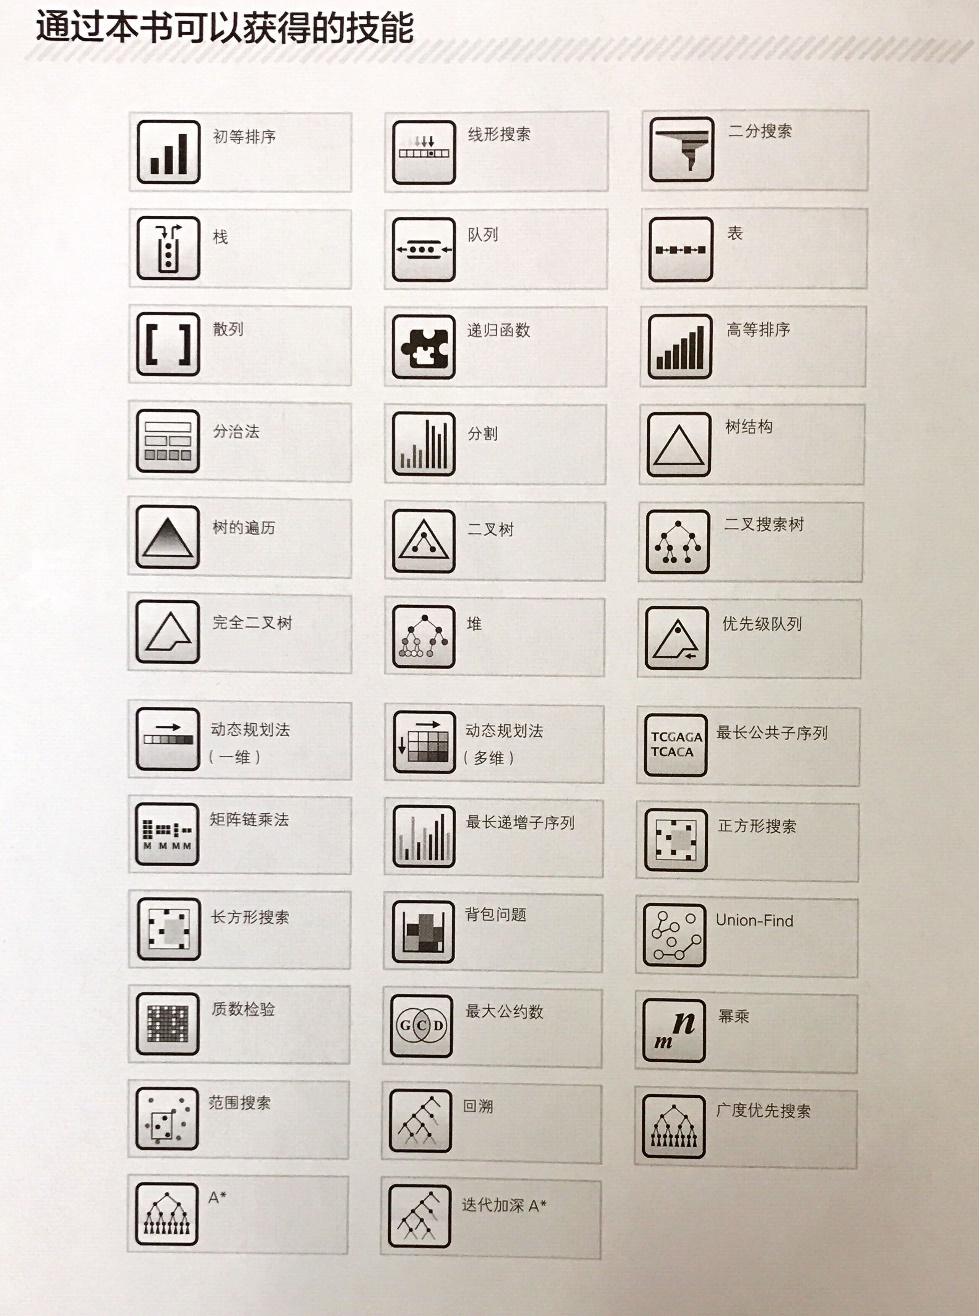 通过本书可以获得的技能
初等排序
线形搜索
二分搜索
栈
队列
表
散列
递归函数
高等排序
分治法
分割
树结构
树的遍历
二叉树
二叉搜索树
完全二叉树
堆
优先级队列
动态规划法
(一维)
动态规划法
(多维)
TCGAGA
TCACA
最长公共子序列
M M M M
矩阵链乘法
最长递增子序列
正方形搜索
长方形搜索
背包问题
Union-Find
质数检验
G C D
最大公约数
m n
幂乘
范围搜索
回溯
广度优先搜索
A*
迭代加深 A*